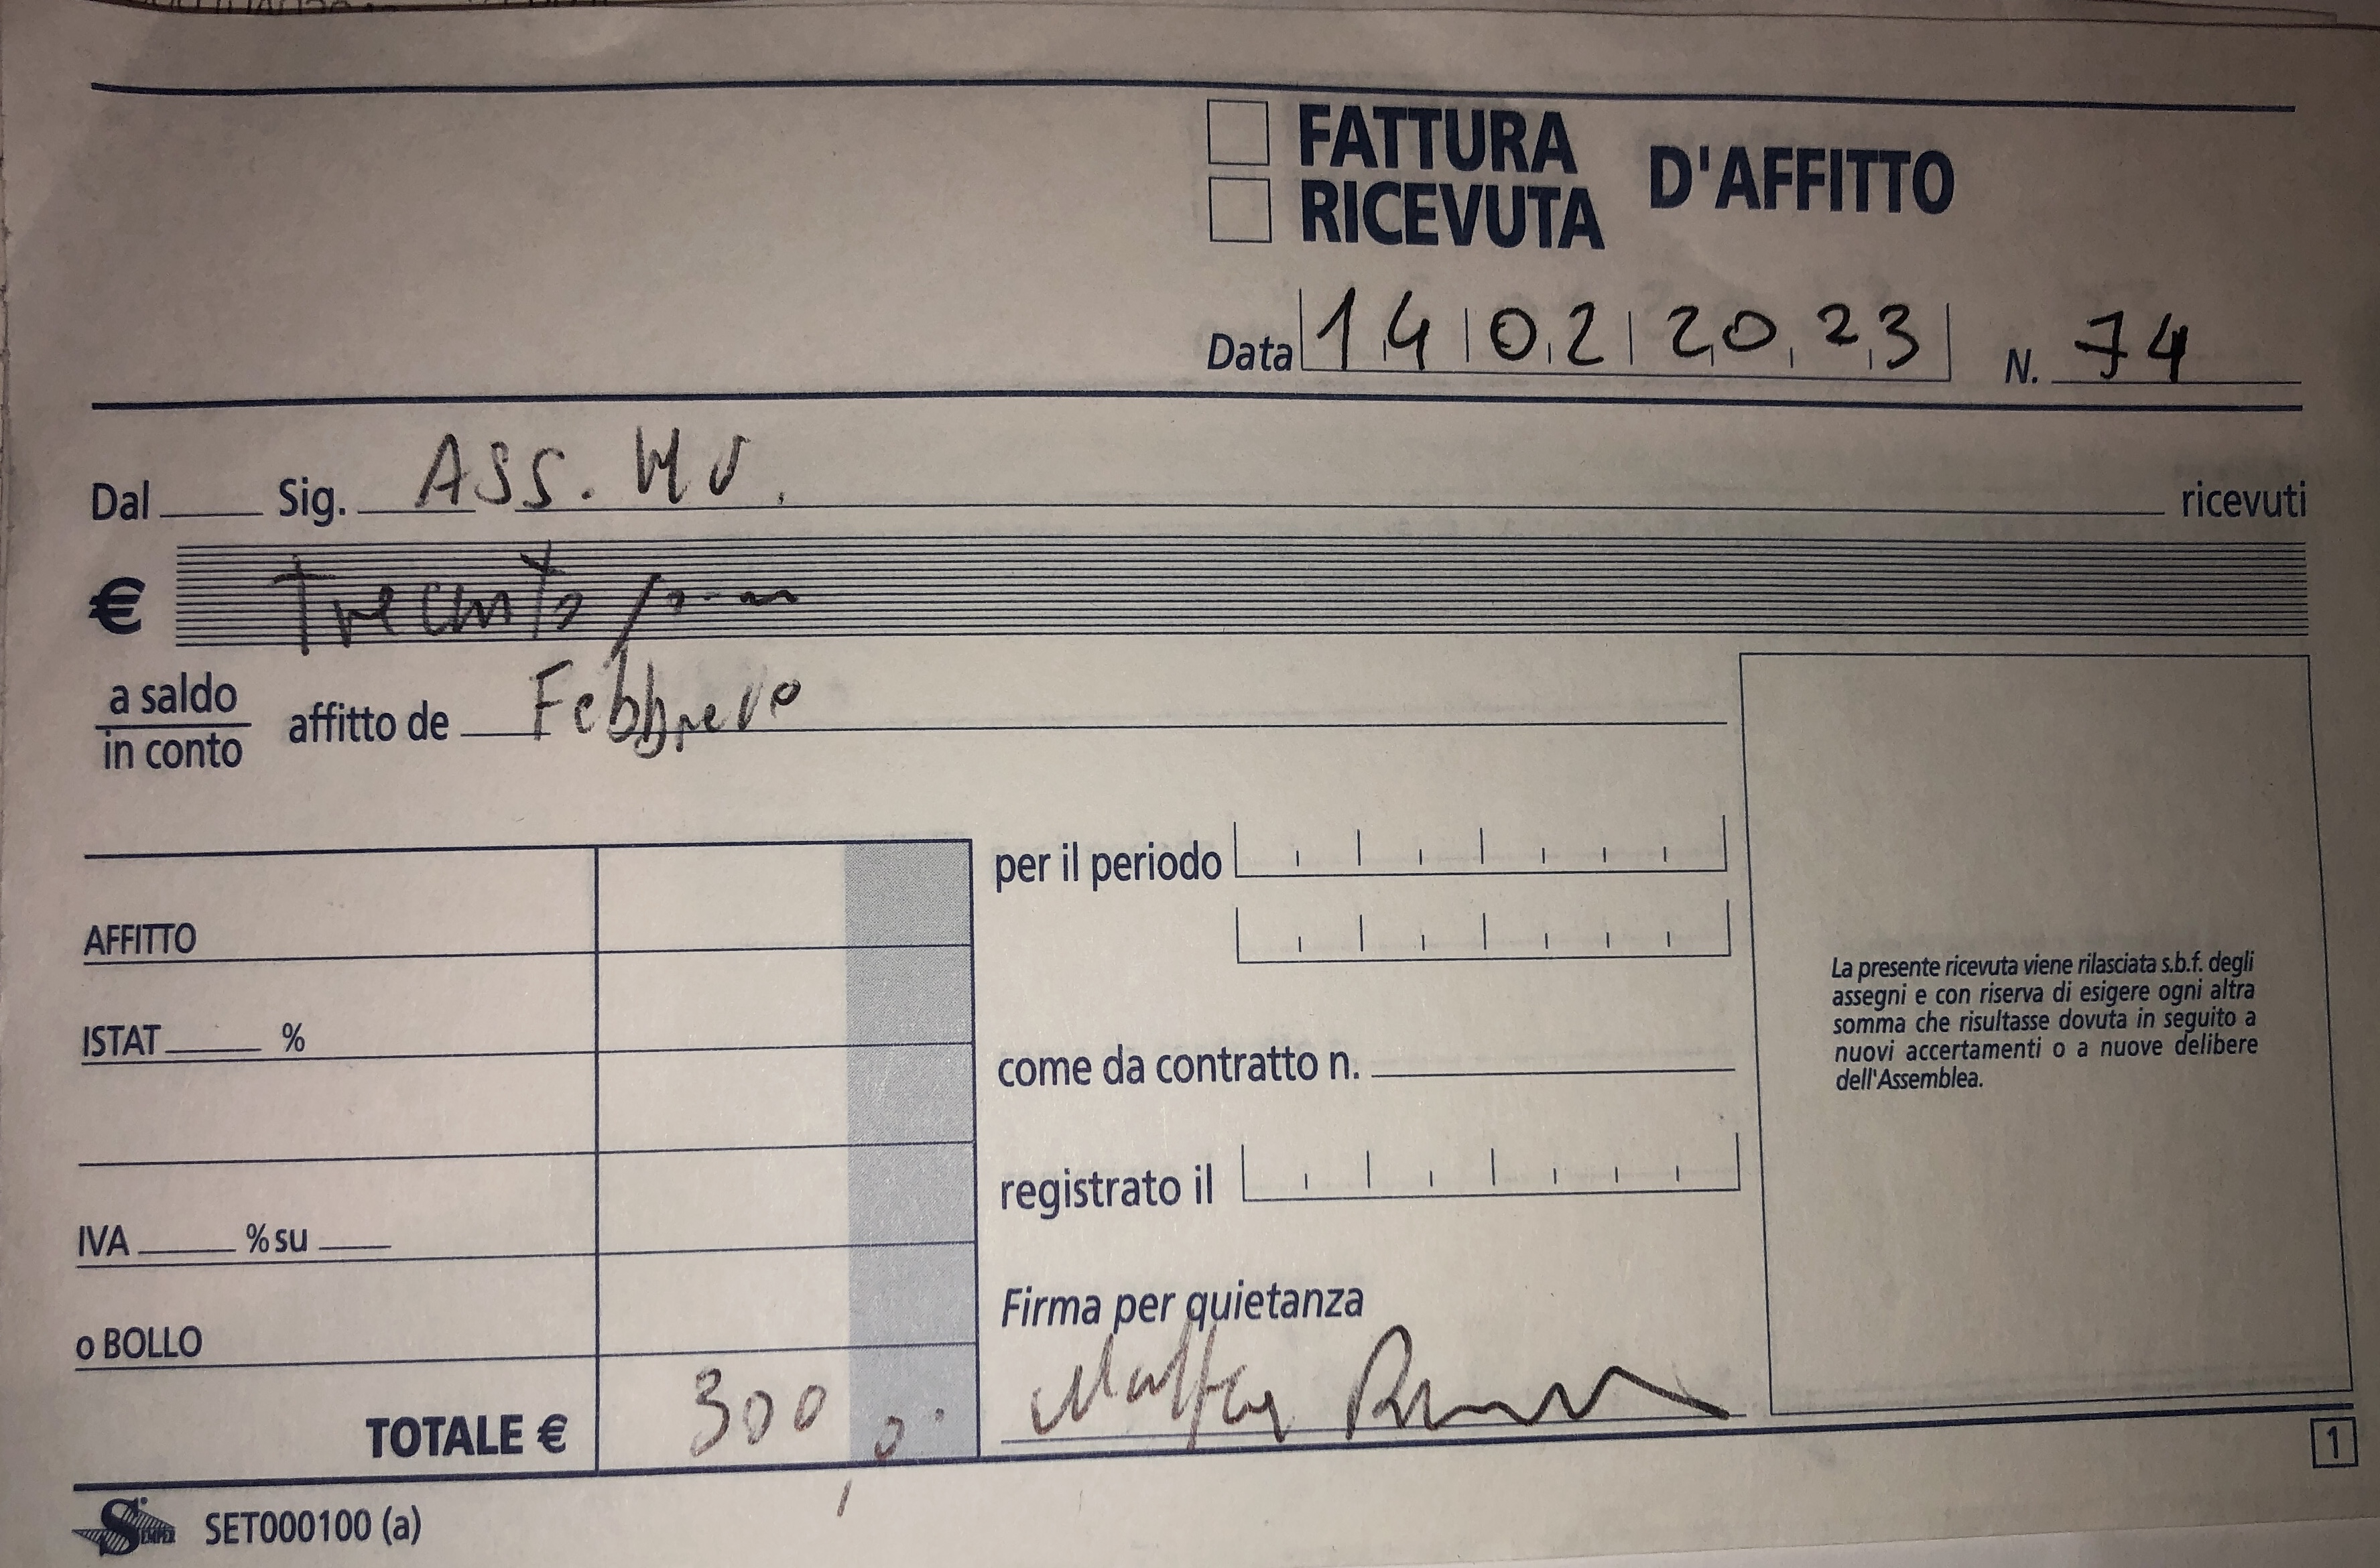 FATTURA
RICEVUTA
D'AFFITTO
Data 14 02 2023 N. 74
Dal Sig. ASS. ricevuti
€ Trecento/
a saldo
in conto
affitto de Febbraio
per il periodo
AFFITTO
ISTAT %
come da contratto n.
registrato il
IVA % su
o BOLLO
TOTALE € 300,00
Firma per quietanza
La presente ricevuta viene rilasciata s.b.f. degli
assegni e con riserva di esigere ogni altra
somma che risultasse dovuta in seguito a
nuovi accertamenti o a nuove delibere
dell'Assemblea.
1
SET000100 (a)